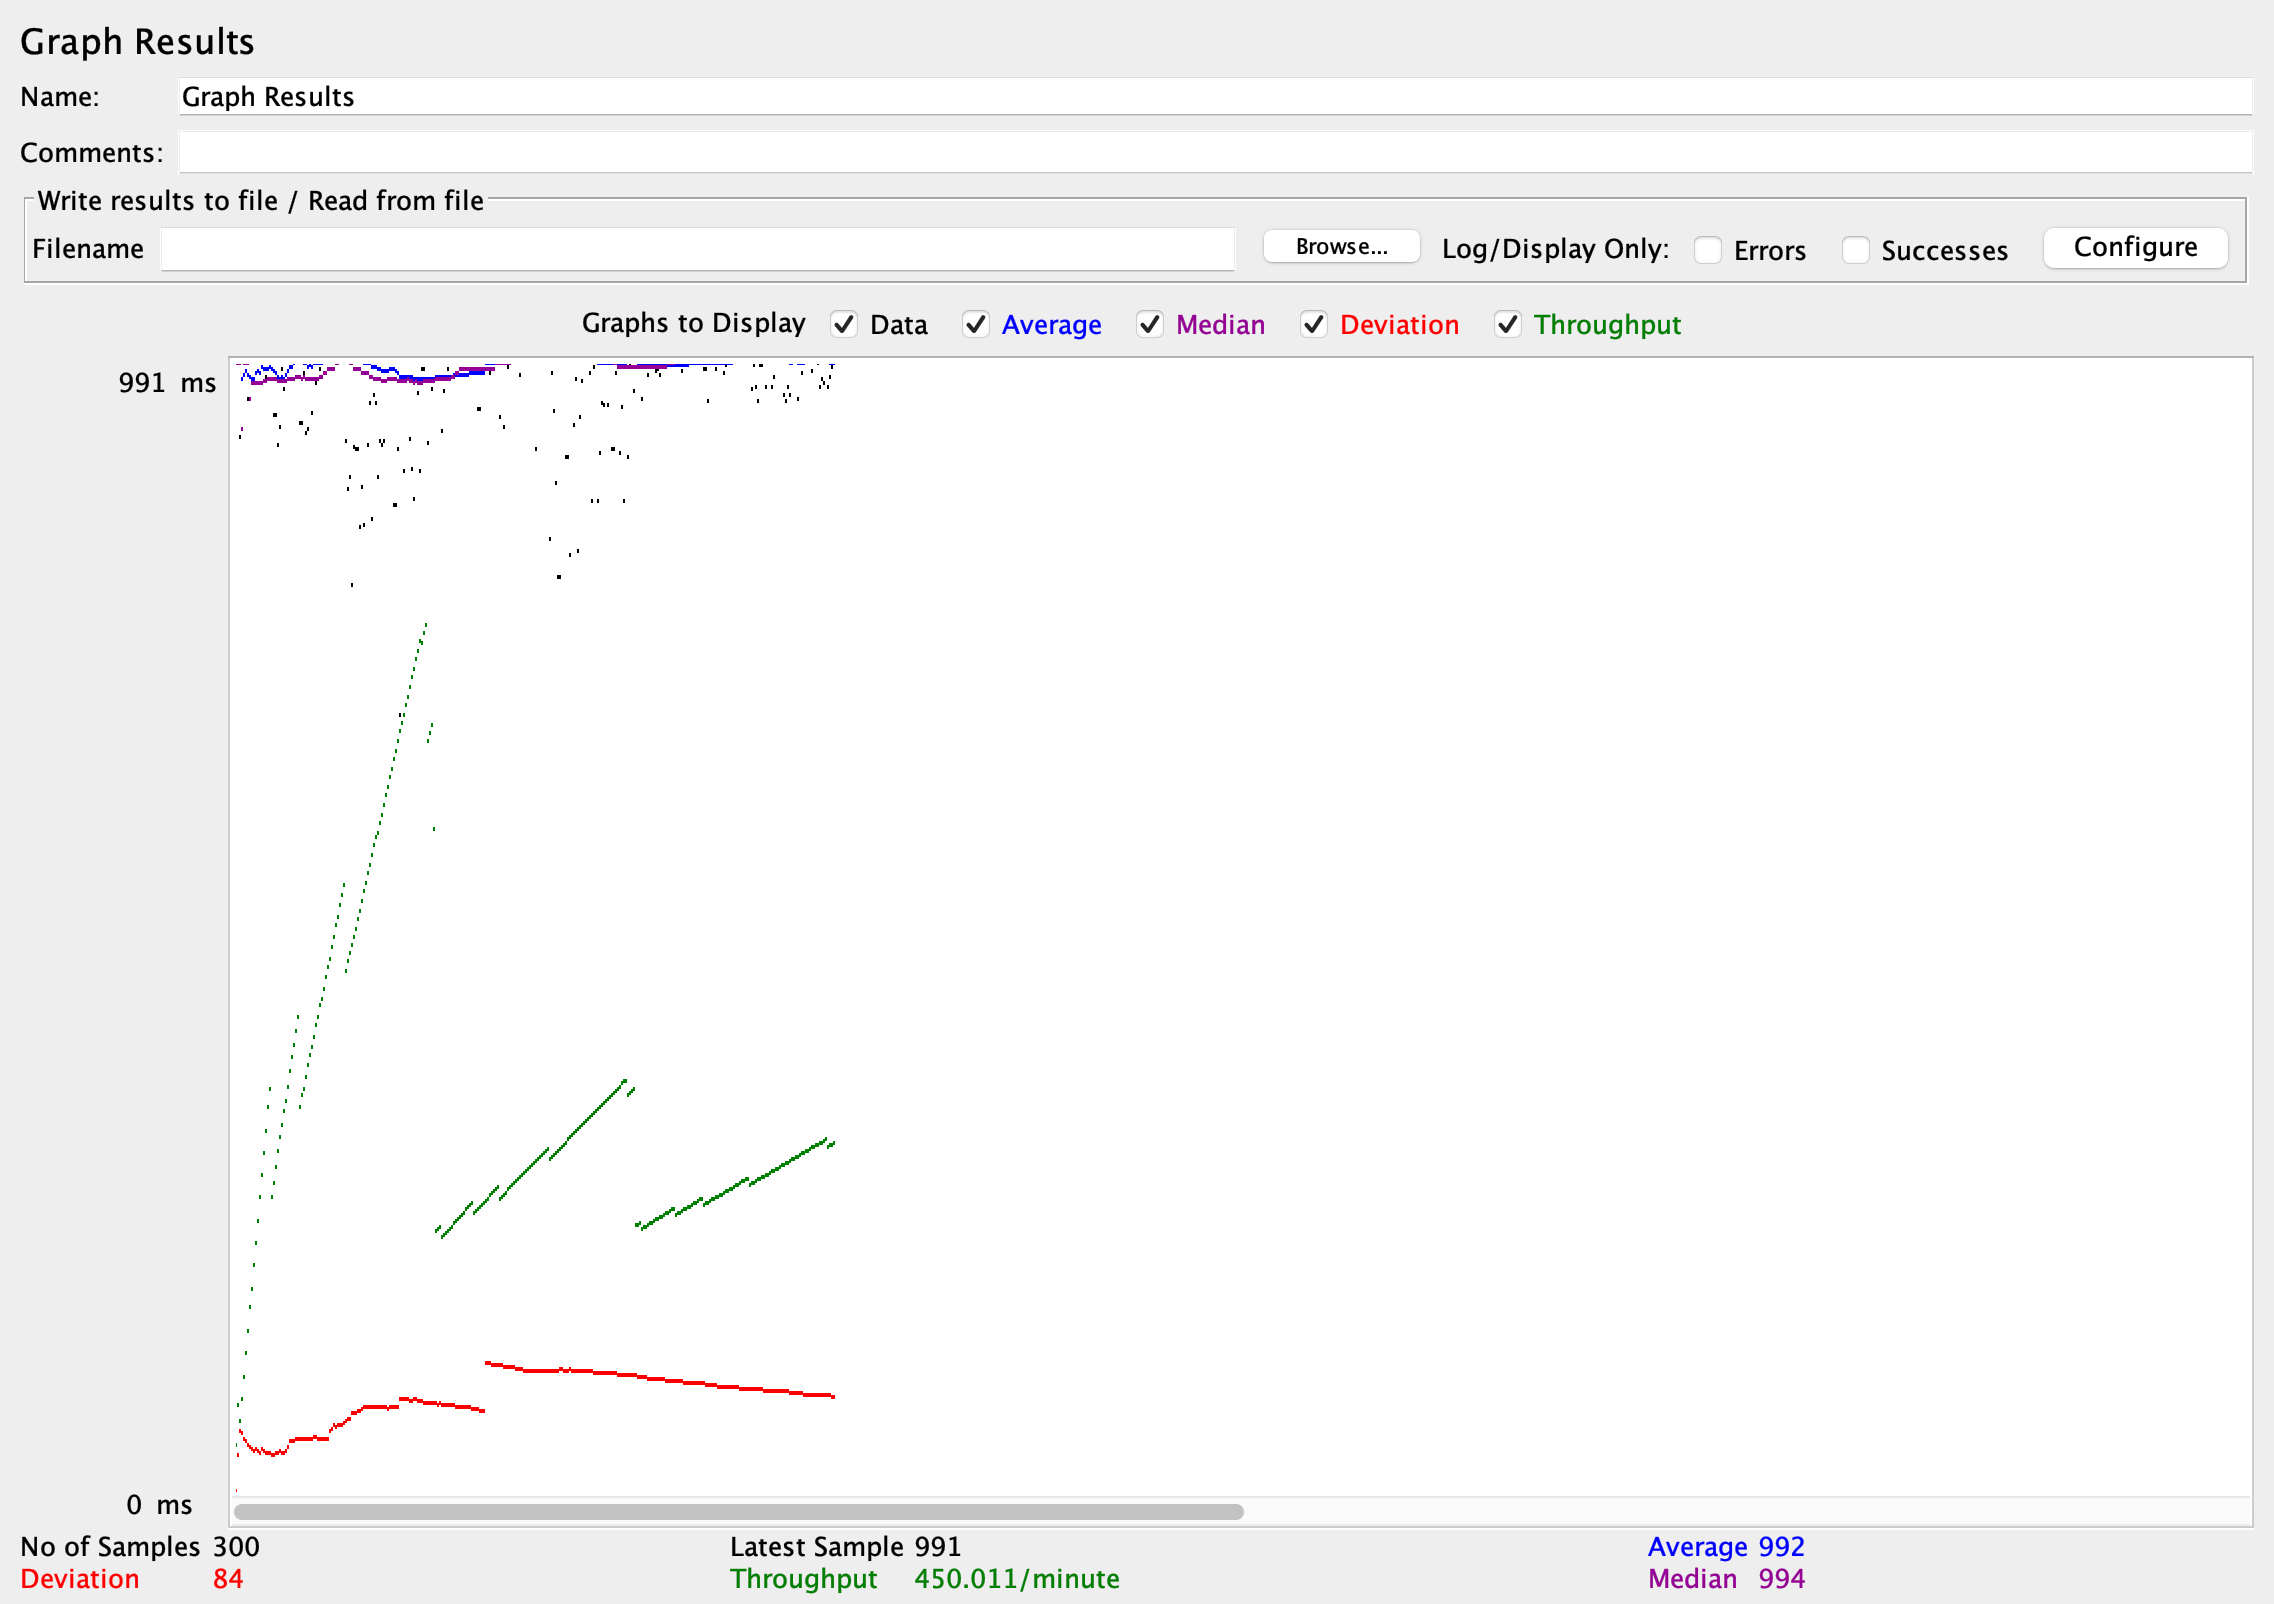 Graph Results
Name: Graph Results
Comments:
Write results to file / Read from file
Filename Browse... Log/Display Only: Errors Successes Configure
Graphs to Display Data Average Median Deviation Throughput
991 ms
0 ms
No of Samples 300 Latest Sample 991 Average 992
Deviation 84 Throughput 450.011/minute Median 994